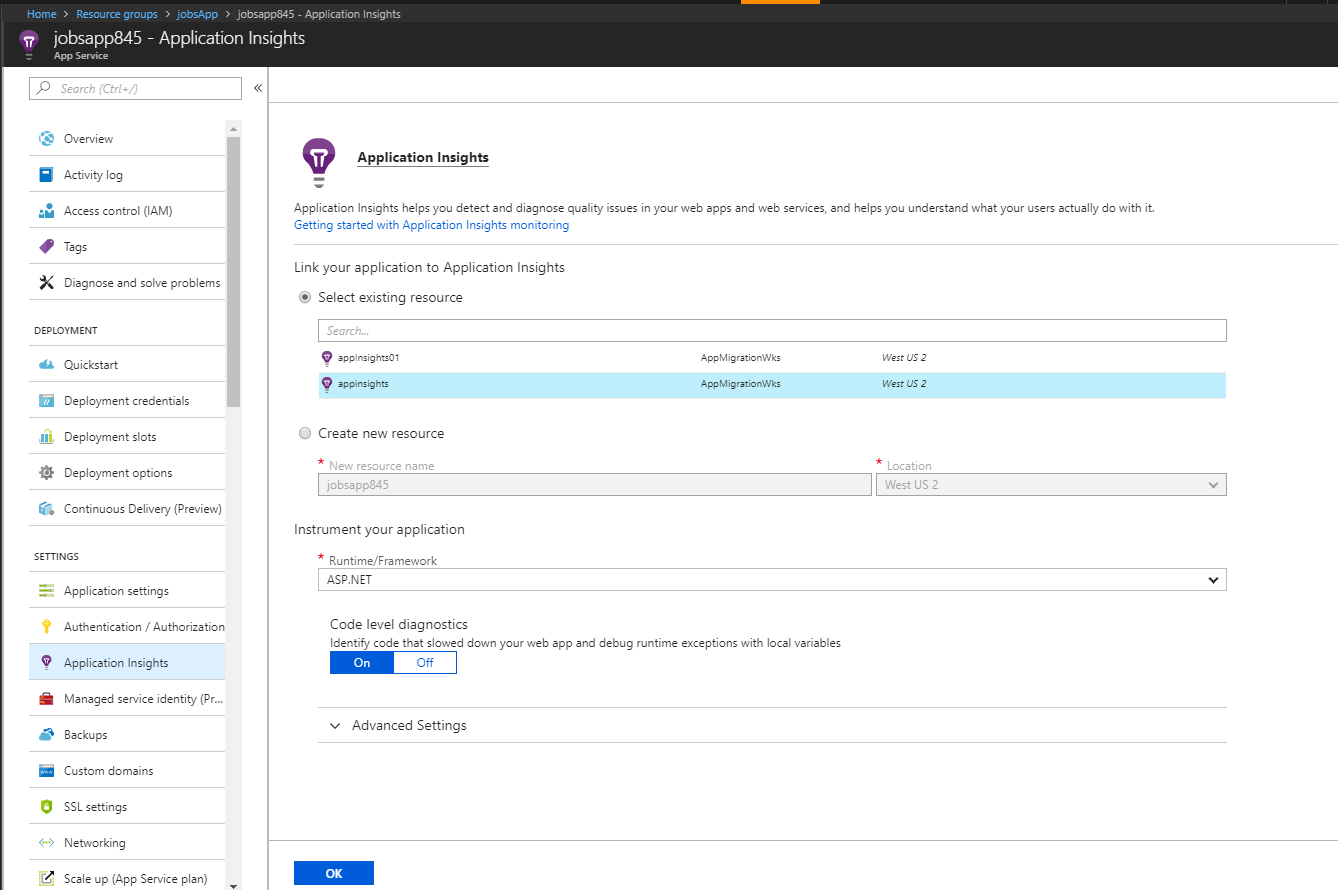 Home > Resource groups > jobsApp > jobsapp845 - Application Insights
jobsapp845 - Application Insights
App Service
Search (Ctrl+/)
«
Overview
Activity log
Access control (IAM)
Tags
Diagnose and solve problems
DEPLOYMENT
Quickstart
Deployment credentials
Deployment slots
Deployment options
Continuous Delivery (Preview)
SETTINGS
Application settings
Authentication / Authorization
Application Insights
Managed service identity (Pr...
Backups
Custom domains
SSL settings
Networking
Scale up (App Service plan)
Application Insights
Application Insights helps you detect and diagnose quality issues in your web apps and web services, and helps you understand what your users actually do with it.
Getting started with Application Insights monitoring
Link your application to Application Insights
Select existing resource
Search...
appInsights01 AppMigrationWks West US 2
appinsights AppMigrationWks West US 2
Create new resource
* New resource name * Location
jobsapp845 West US 2
Instrument your application
* Runtime/Framework
ASP.NET
Code level diagnostics
Identify code that slowed down your web app and debug runtime exceptions with local variables
On Off
Advanced Settings
OK